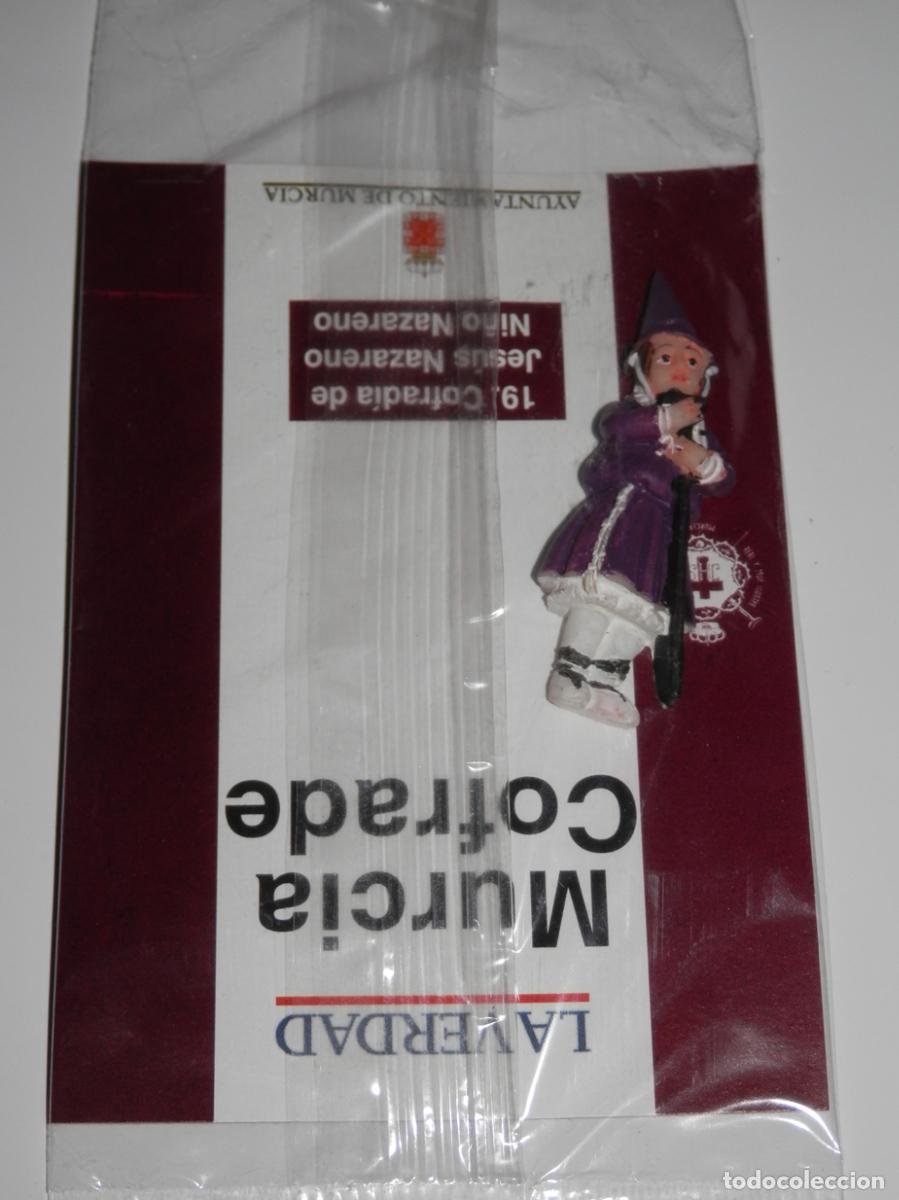 LA VERDAD
Murcia
Cofrade
19. Cofradía de
Jesús Nazareno
Niño Nazareno
AYUNTAMIENTO DE MURCIA
todocoleccion